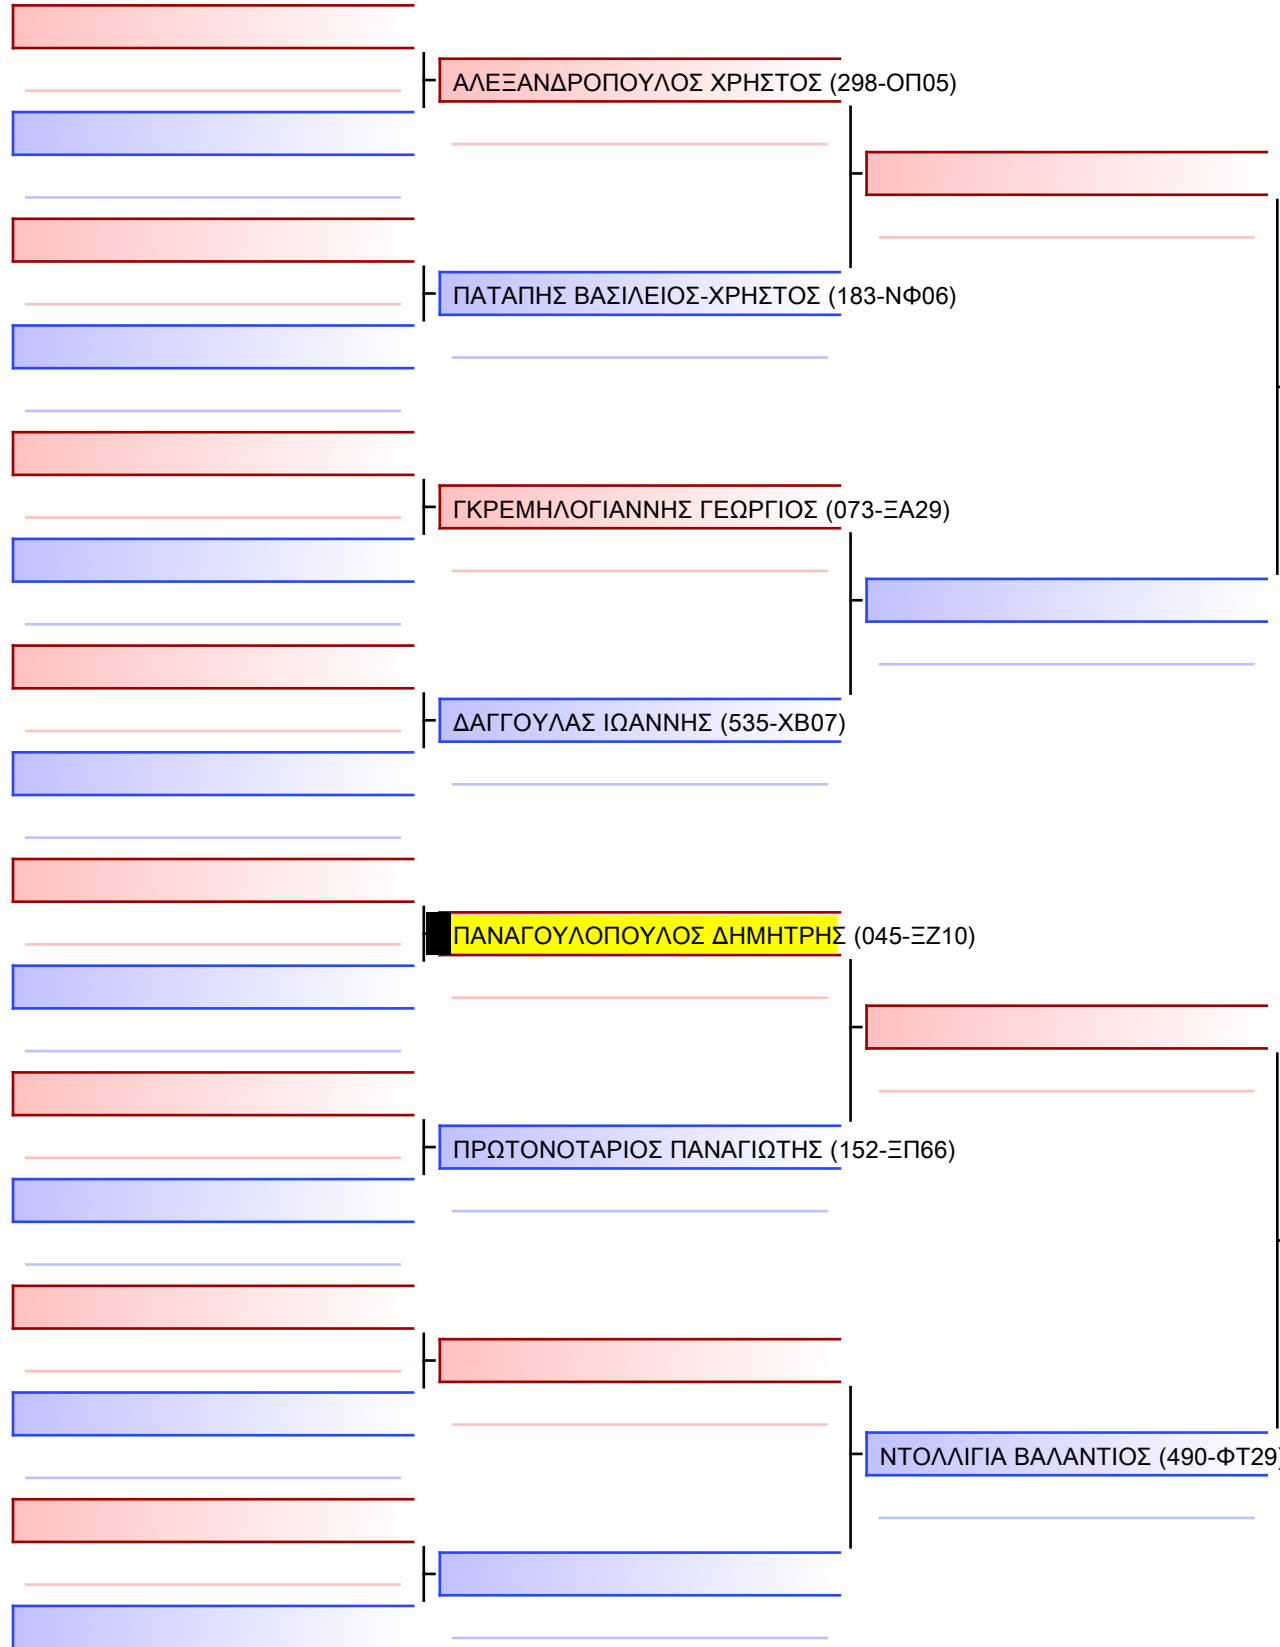 ΑΛΕΞΑΝΔΡΟΠΟΥΛΟΣ ΧΡΗΣΤΟΣ (298-ΟΠ05)
ΠΑΤΑΠΗΣ ΒΑΣΙΛΕΙΟΣ-ΧΡΗΣΤΟΣ (183-ΝΦ06)
ΓΚΡΕΜΗΛΟΓΙΑΝΝΗΣ ΓΕΩΡΓΙΟΣ (073-ΞΑ29)
ΔΑΓΓΟΥΛΑΣ ΙΩΑΝΝΗΣ (535-ΧΒ07)
ΠΑΝΑΓΟΥΛΟΠΟΥΛΟΣ ΔΗΜΗΤΡΗΣ (045-ΞΖ10)
ΠΡΩΤΟΝΟΤΑΡΙΟΣ ΠΑΝΑΓΙΩΤΗΣ (152-ΞΠ66)
ΝΤΟΛΛΙΓΙΑ ΒΑΛΑΝΤΙΟΣ (490-ΦΤ29)